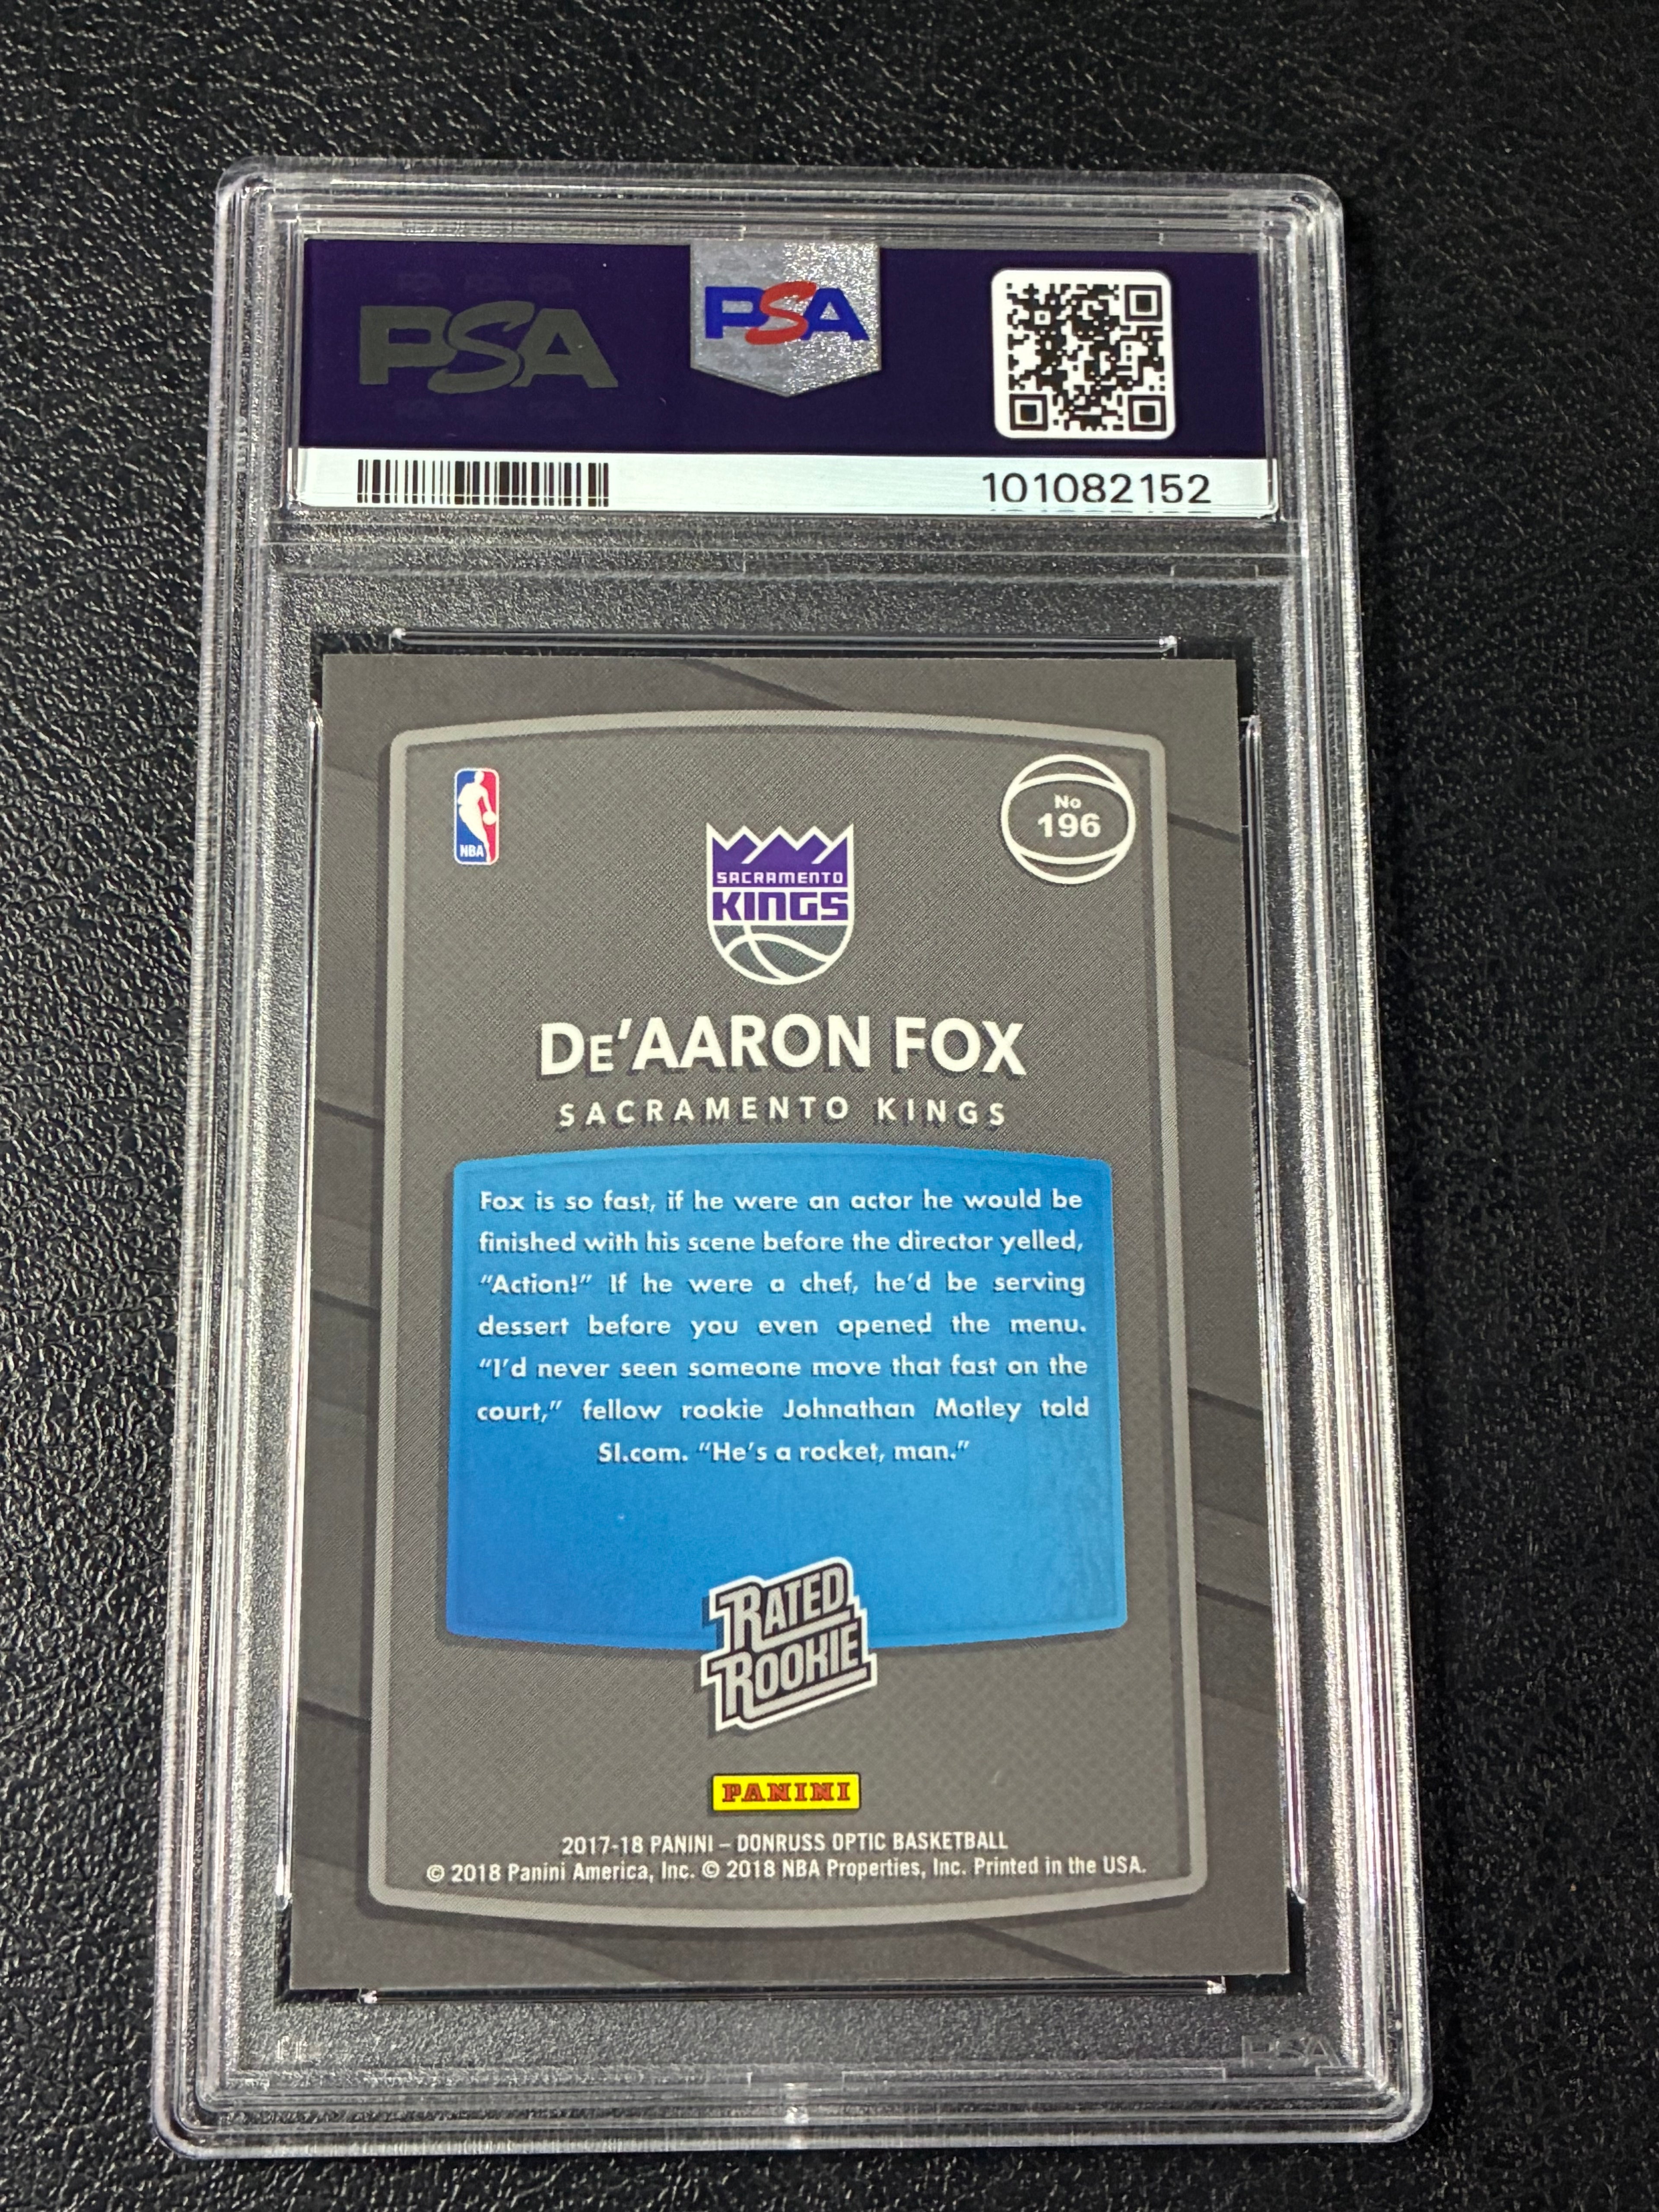 PSA
PSA
101082152
NBA
No
196
SACRAMENTO
KINGS
De'AARON FOX
SACRAMENTO KINGS
Fox is so fast, if he were an actor he would be
finished with his scene before the director yelled,
"Action!" If he were a chef, he'd be serving
dessert before you even opened the menu.
"I'd never seen someone move that fast on the
court," fellow rookie Johnathan Motley told
SI.com. "He's a rocket, man."
RATED
ROOKIE
PANINI
2017-18 PANINI – DONRUSS OPTIC BASKETBALL
© 2018 Panini America, Inc. © 2018 NBA Properties, Inc. Printed in the USA.
PSA